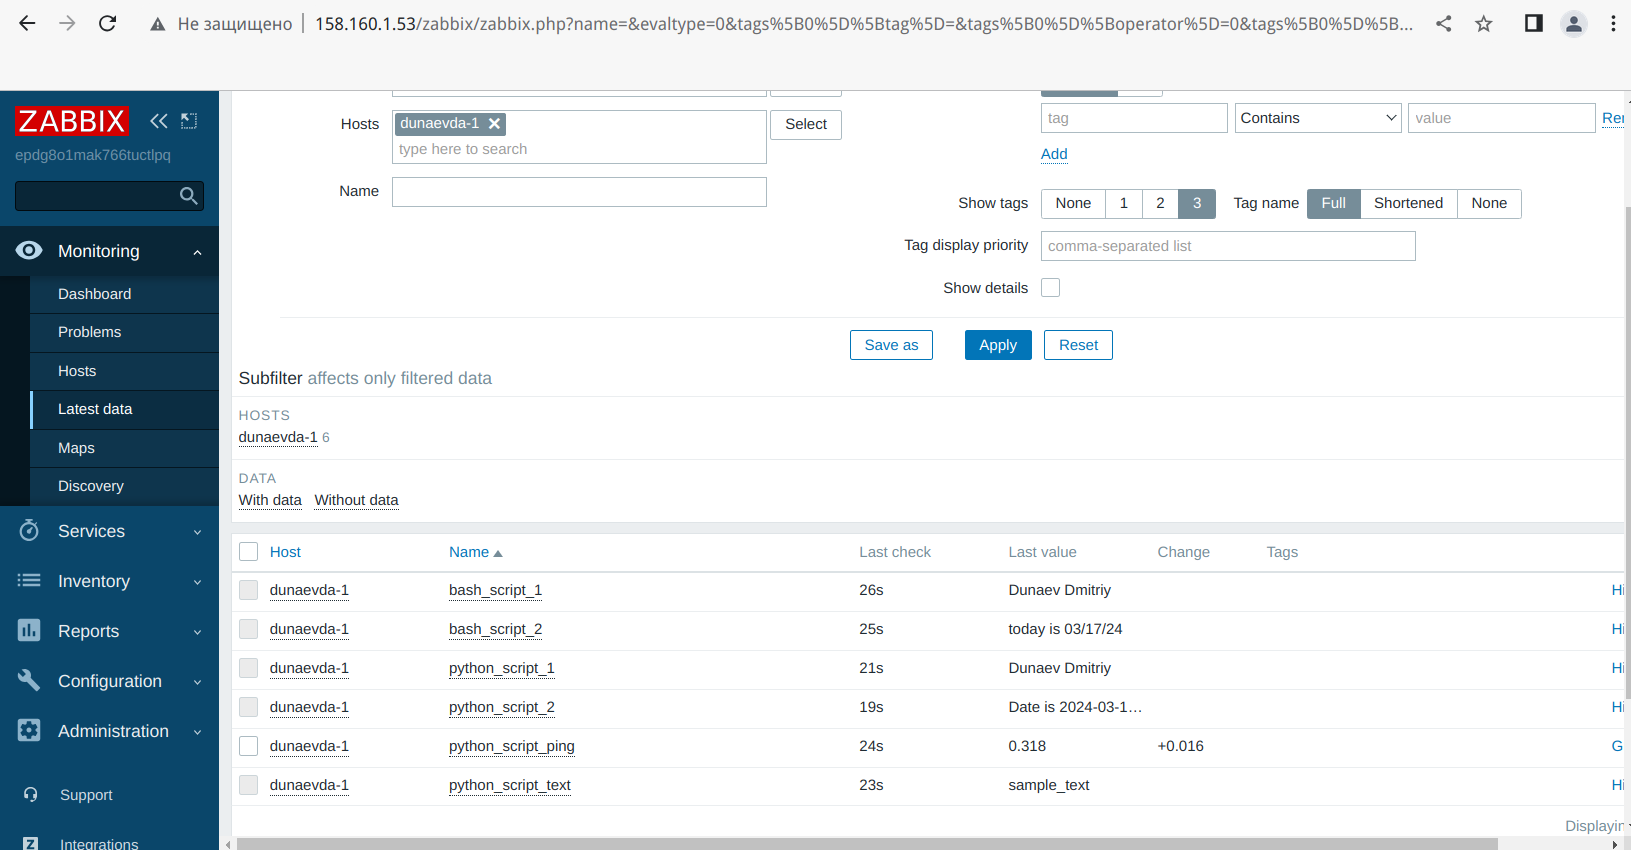 Не защищено 158.160.1.53/zabbix/zabbix.php?name=&evaltype=0&tags%5B0%5D%5Btag%5D=&tags%5B0%5D%5Boperator%5D=0&tags%5B0%5D%5B...
ZABBIX
epdg8o1mak766tuctlpq
Monitoring
Dashboard
Problems
Hosts
Latest data
Maps
Discovery
Services
Inventory
Reports
Configuration
Administration
Support
Integrations
Hosts dunaevda-1 Select
type here to search
Name
tag Contains value Rem
Add
Show tags None 1 2 3 Tag name Full Shortened None
Tag display priority comma-separated list
Show details
Save as Apply Reset
Subfilter affects only filtered data
HOSTS
dunaevda-1 6
DATA
With data Without data
Host Name Last check Last value Change Tags
dunaevda-1 bash_script_1 26s Dunaev Dmitriy Hi
dunaevda-1 bash_script_2 25s today is 03/17/24 Hi
dunaevda-1 python_script_1 21s Dunaev Dmitriy Hi
dunaevda-1 python_script_2 19s Date is 2024-03-1... Hi
dunaevda-1 python_script_ping 24s 0.318 +0.016 G
dunaevda-1 python_script_text 23s sample_text Hi
Displayin